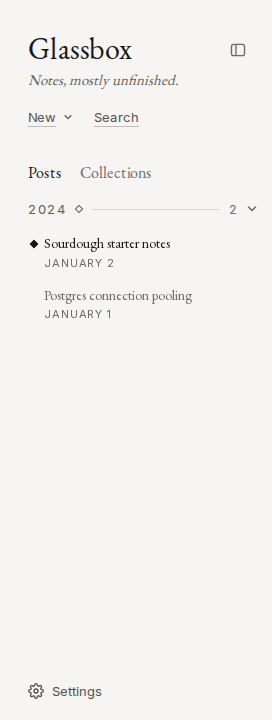 Glassbox
Notes, mostly unfinished.
New Search
Posts Collections
2024 2
Sourdough starter notes
JANUARY 2
Postgres connection pooling
JANUARY 1
Settings